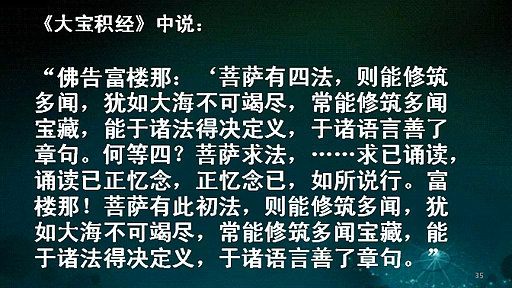 《大宝积经》中说：
“佛告富楼那：‘菩萨有四法，则能修筑
多闻，犹如大海不可竭尽，常能修筑多闻
宝藏，能于诸法得决定义，于诸语言善了
章句。何等四？菩萨求法，……求已诵读，
诵读已正忆念，正忆念已，如所说行。富
楼那！菩萨有此初法，则能修筑多闻，犹
如大海不可竭尽，常能修筑多闻宝藏，能
于诸法得决定义，于诸语言善了章句。”
35